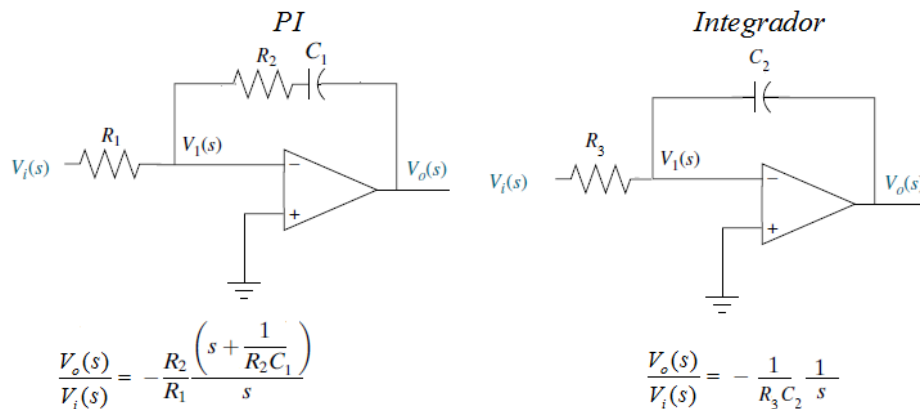 PI
R₂ C₁
R₁
V₁(s)
Vᵢ(s)
Vₒ(s)
−
+
Vₒ(s)/Vᵢ(s) = −(R₂/R₁) (s + 1/(R₂C₁))/s
Integrador
C₂
R₃
V₁(s)
Vᵢ(s)
Vₒ(s)
−
+
Vₒ(s)/Vᵢ(s) = −(1/(R₃C₂)) (1/s)